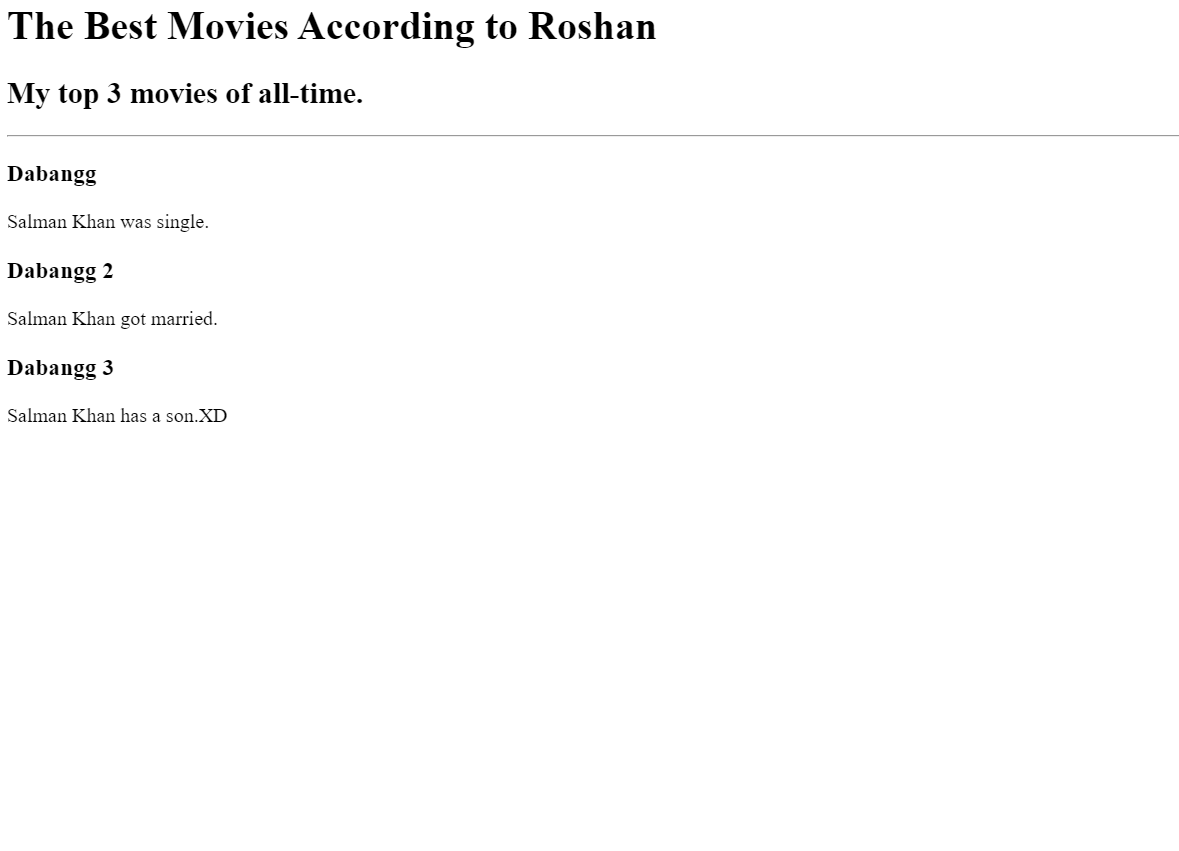 The Best Movies According to Roshan
My top 3 movies of all-time.
Dabangg
Salman Khan was single.
Dabangg 2
Salman Khan got married.
Dabangg 3
Salman Khan has a son.XD